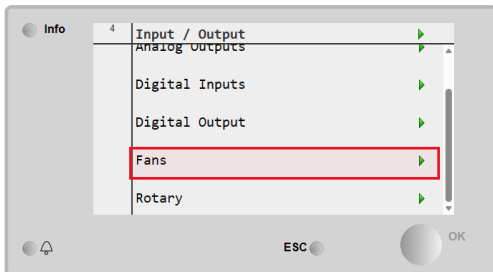 Info
4
Input / Output
Analog Outputs
Digital Inputs
Digital Output
Fans
Rotary
ESC
OK